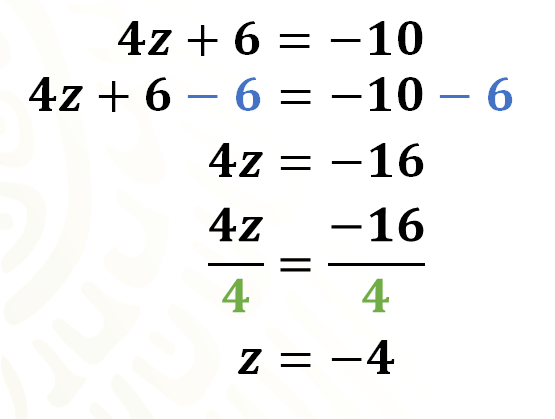 4z + 6 = −10
4z + 6 − 6 = −10 − 6
4z = −16
4z/4 = −16/4
z = −4